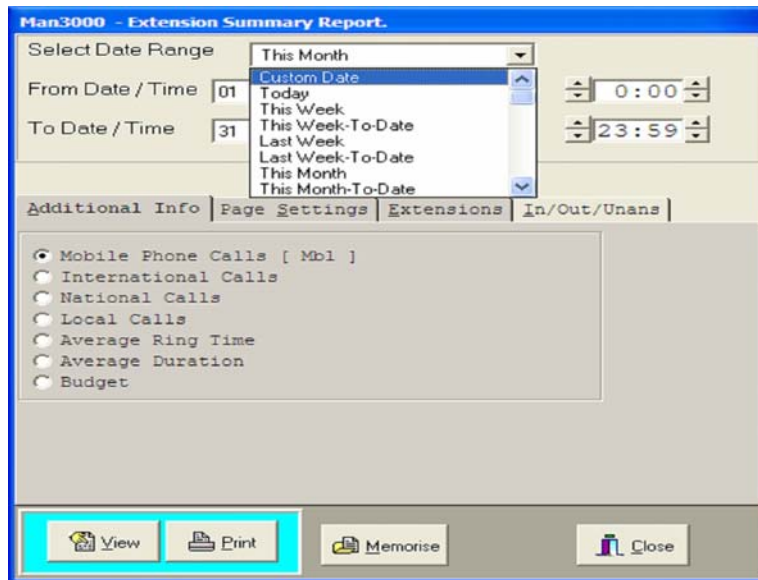 Man3000 - Extension Summary Report.
Select Date Range
This Month
From Date / Time 01 0:00
To Date / Time 31 23:59
Custom Date
Today
This Week
This Week-To-Date
Last Week
Last Week-To-Date
This Month
This Month-To-Date
Additional Info Page Settings Extensions In/Out/Unans
Mobile Phone Calls [ Mbl ]
International Calls
National Calls
Local Calls
Average Ring Time
Average Duration
Budget
View Print Memorise Close